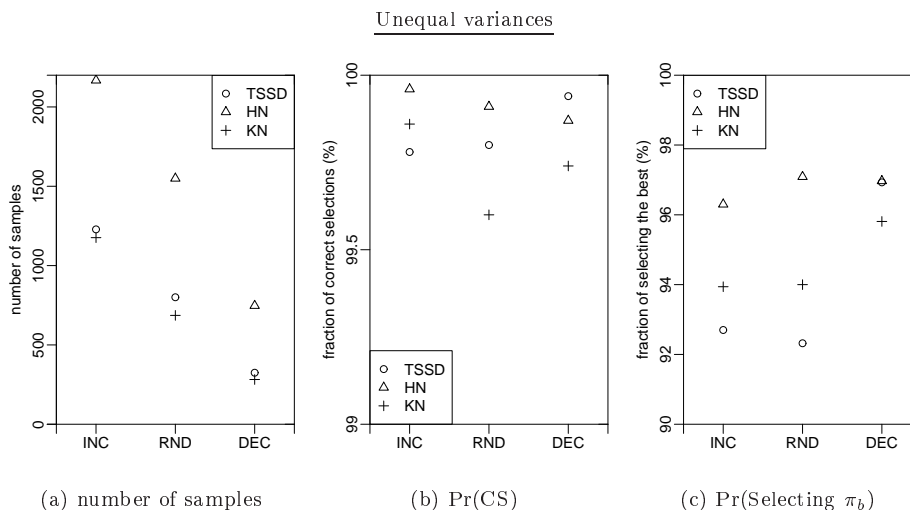 Unequal variances
number of samples
0
500
1000
1500
2000
TSSD
HN
KN
INC
RND
DEC
(a) number of samples
fraction of correct selections (%)
99
99.5
100
TSSD
HN
KN
INC
RND
DEC
(b) Pr(CS)
fraction of selecting the best (%)
90
92
94
96
98
100
TSSD
HN
KN
INC
RND
DEC
(c) Pr(Selecting π_b)